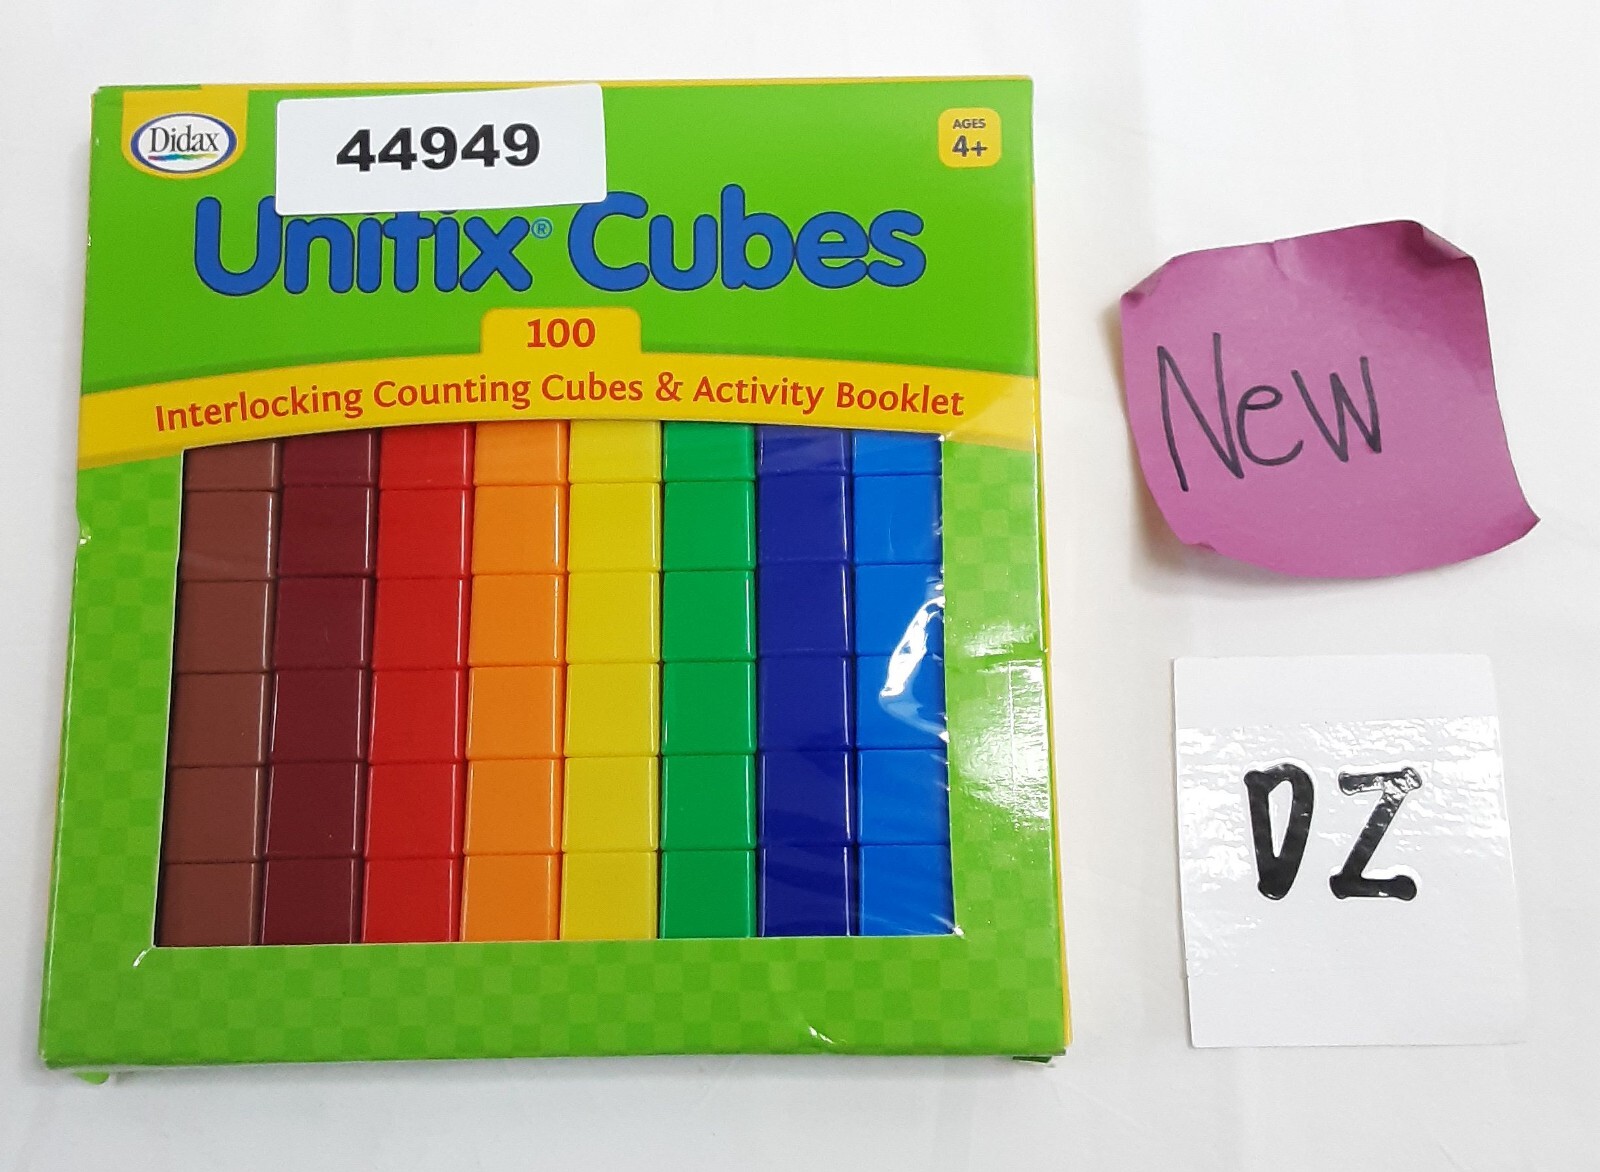 Didax
44949
AGES
4+
Unifix® Cubes
100
Interlocking Counting Cubes & Activity Booklet
New
DZ